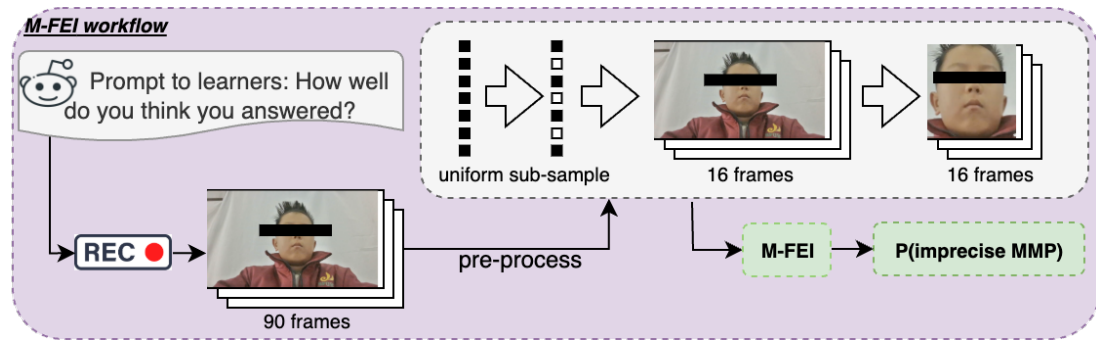 M-FEI workflow
Prompt to learners: How well
do you think you answered?
uniform sub-sample
16 frames
16 frames
REC
90 frames
pre-process
M-FEI
P(imprecise MMP)